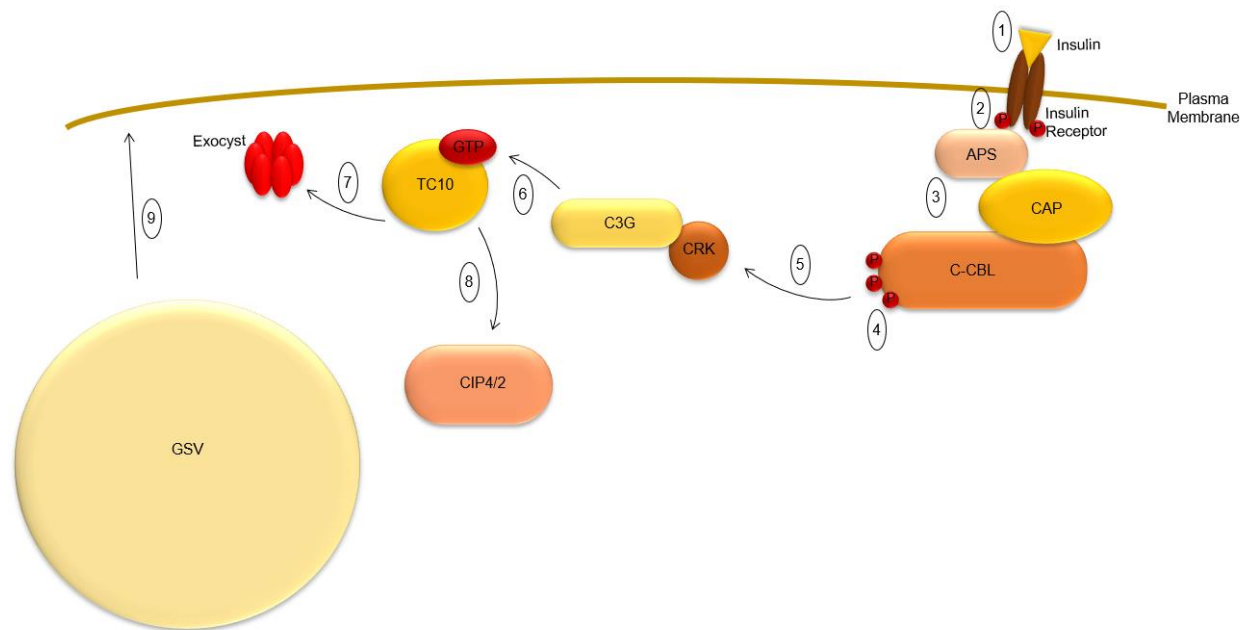 1
Insulin
Plasma
Membrane
2
P
P
Insulin
Receptor
Exocyst
GTP
APS
7
TC10
6
3
CAP
9
C3G
CRK
5
C-CBL
P
P
P
8
4
CIP4/2
GSV